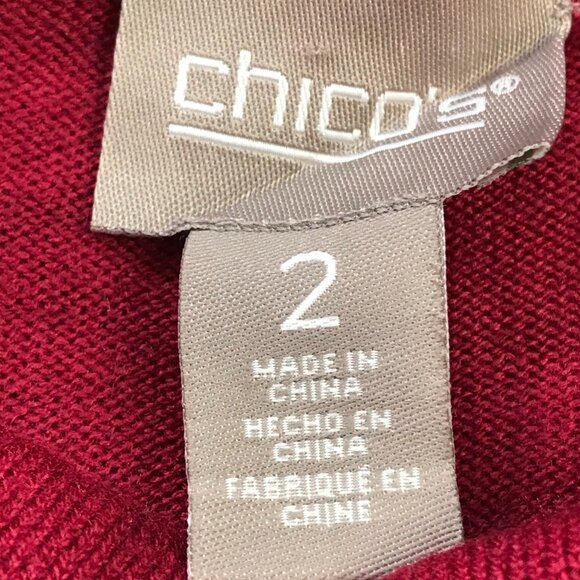 chico's®
2
MADE IN
CHINA
HECHO EN
CHINA
FABRIQUÉ EN
CHINE